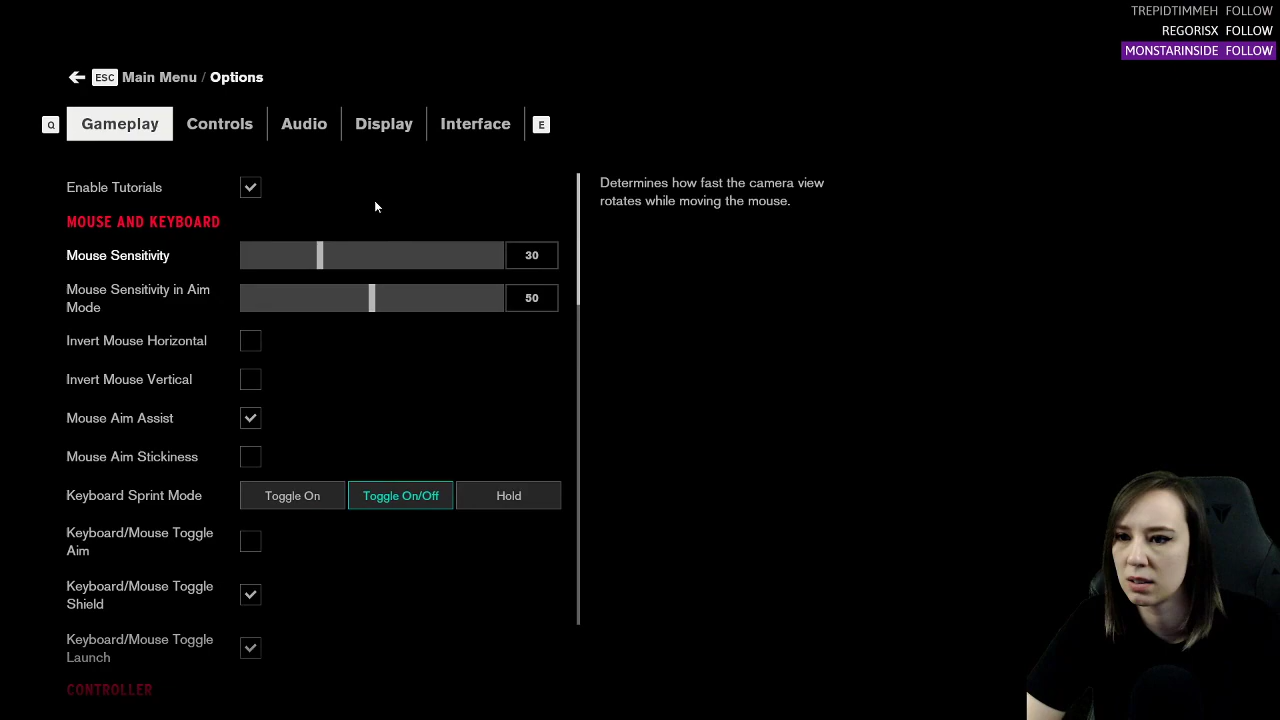 TREPIDTIMMEH FOLLOW
REGORISX FOLLOW
MONSTARINSIDE FOLLOW
ESC Main Menu / Options
Q Gameplay Controls Audio Display Interface E
Enable Tutorials
Determines how fast the camera view
rotates while moving the mouse.
MOUSE AND KEYBOARD
Mouse Sensitivity 30
Mouse Sensitivity in Aim
Mode 50
Invert Mouse Horizontal
Invert Mouse Vertical
Mouse Aim Assist
Mouse Aim Stickiness
Keyboard Sprint Mode Toggle On Toggle On/Off Hold
Keyboard/Mouse Toggle
Aim
Keyboard/Mouse Toggle
Shield
Keyboard/Mouse Toggle
Launch
CONTROLLER